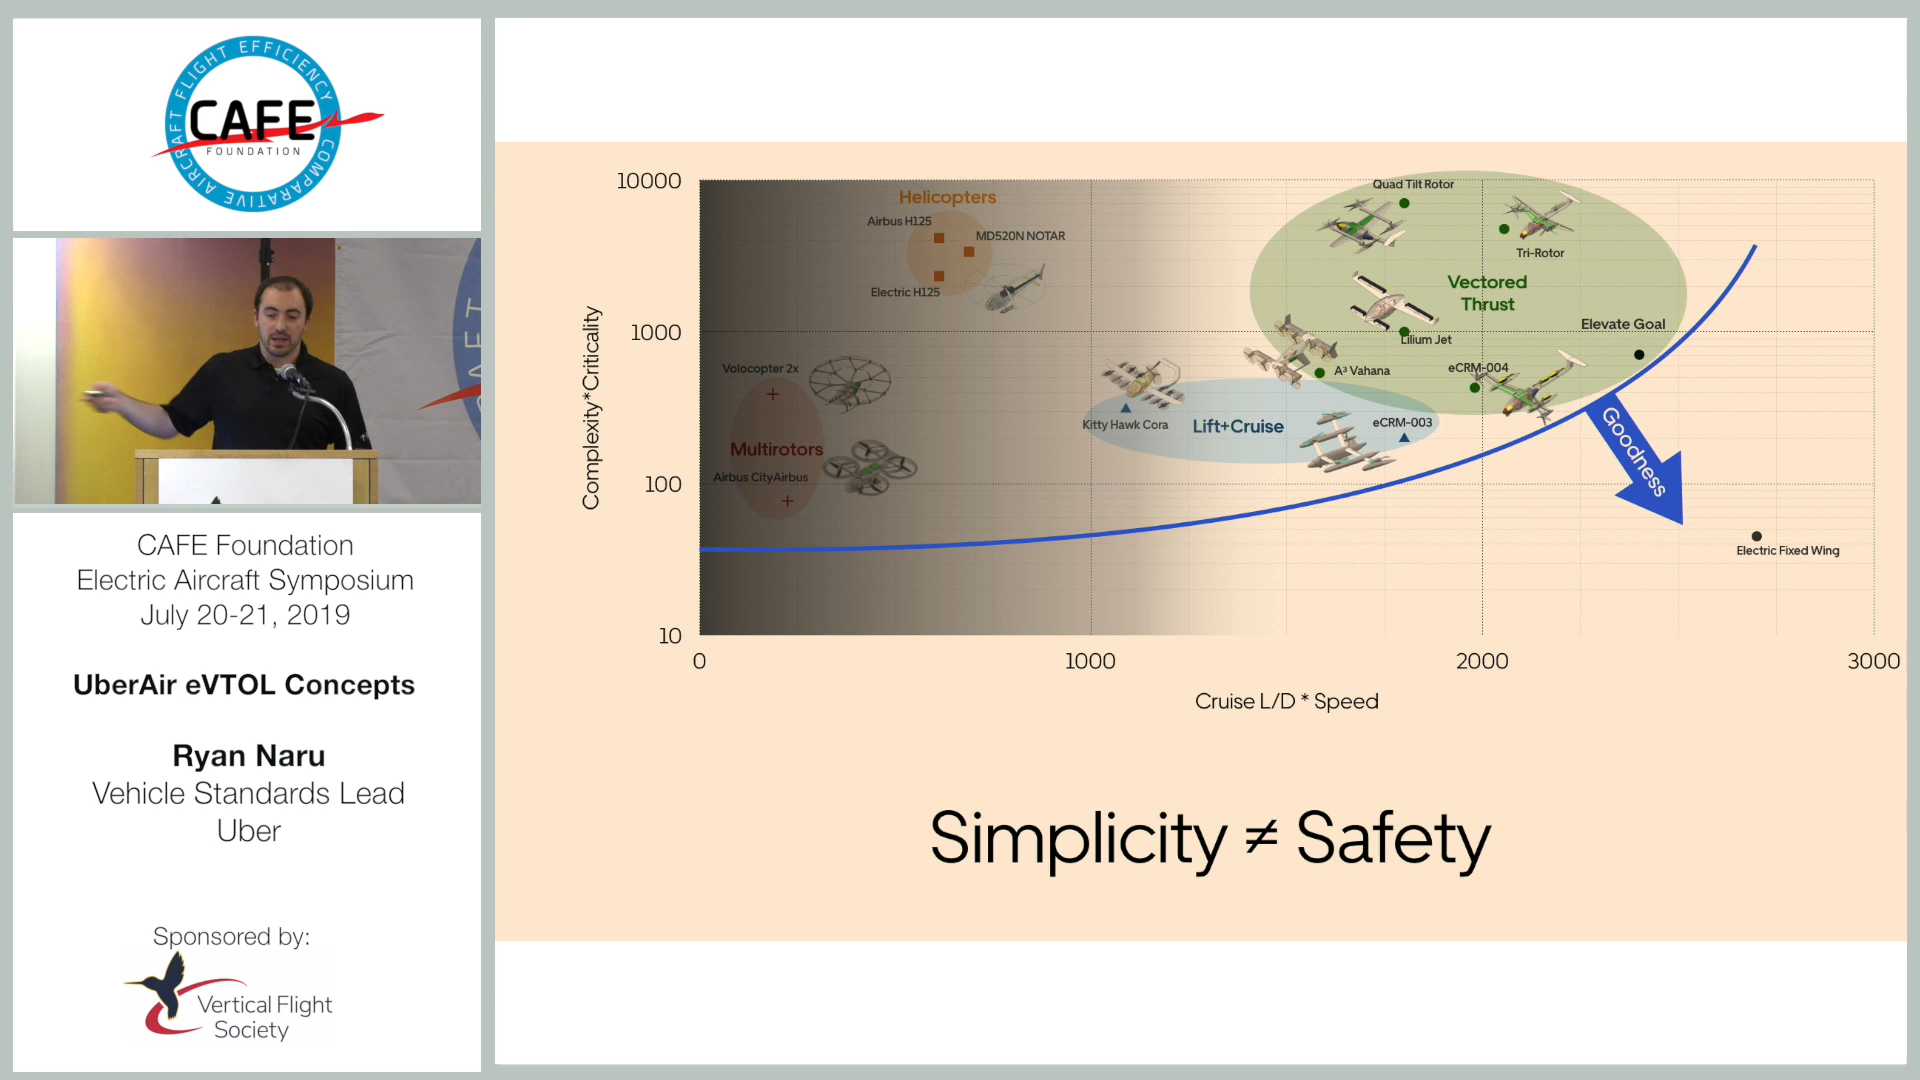 COMPARATIVE AIRCRAFT FLIGHT EFFICIENCY
CAFE
FOUNDATION
CAFE Foundation
Electric Aircraft Symposium
July 20-21, 2019
UberAir eVTOL Concepts
Ryan Naru
Vehicle Standards Lead
Uber
Sponsored by:
Vertical Flight
Society
10000
1000
100
10
Complexity*Criticality
0
1000
2000
3000
Cruise L/D * Speed
Helicopters
Airbus H125
MD520N NOTAR
Electric H125
Volocopter 2x
Multirotors
Airbus CityAirbus
Kitty Hawk Cora
Lift+Cruise
eCRM-003
Quad Tilt Rotor
Tri-Rotor
Vectored
Thrust
Lilium Jet
A³ Vahana
eCRM-004
Elevate Goal
Goodness
Electric Fixed Wing
Simplicity ≠ Safety